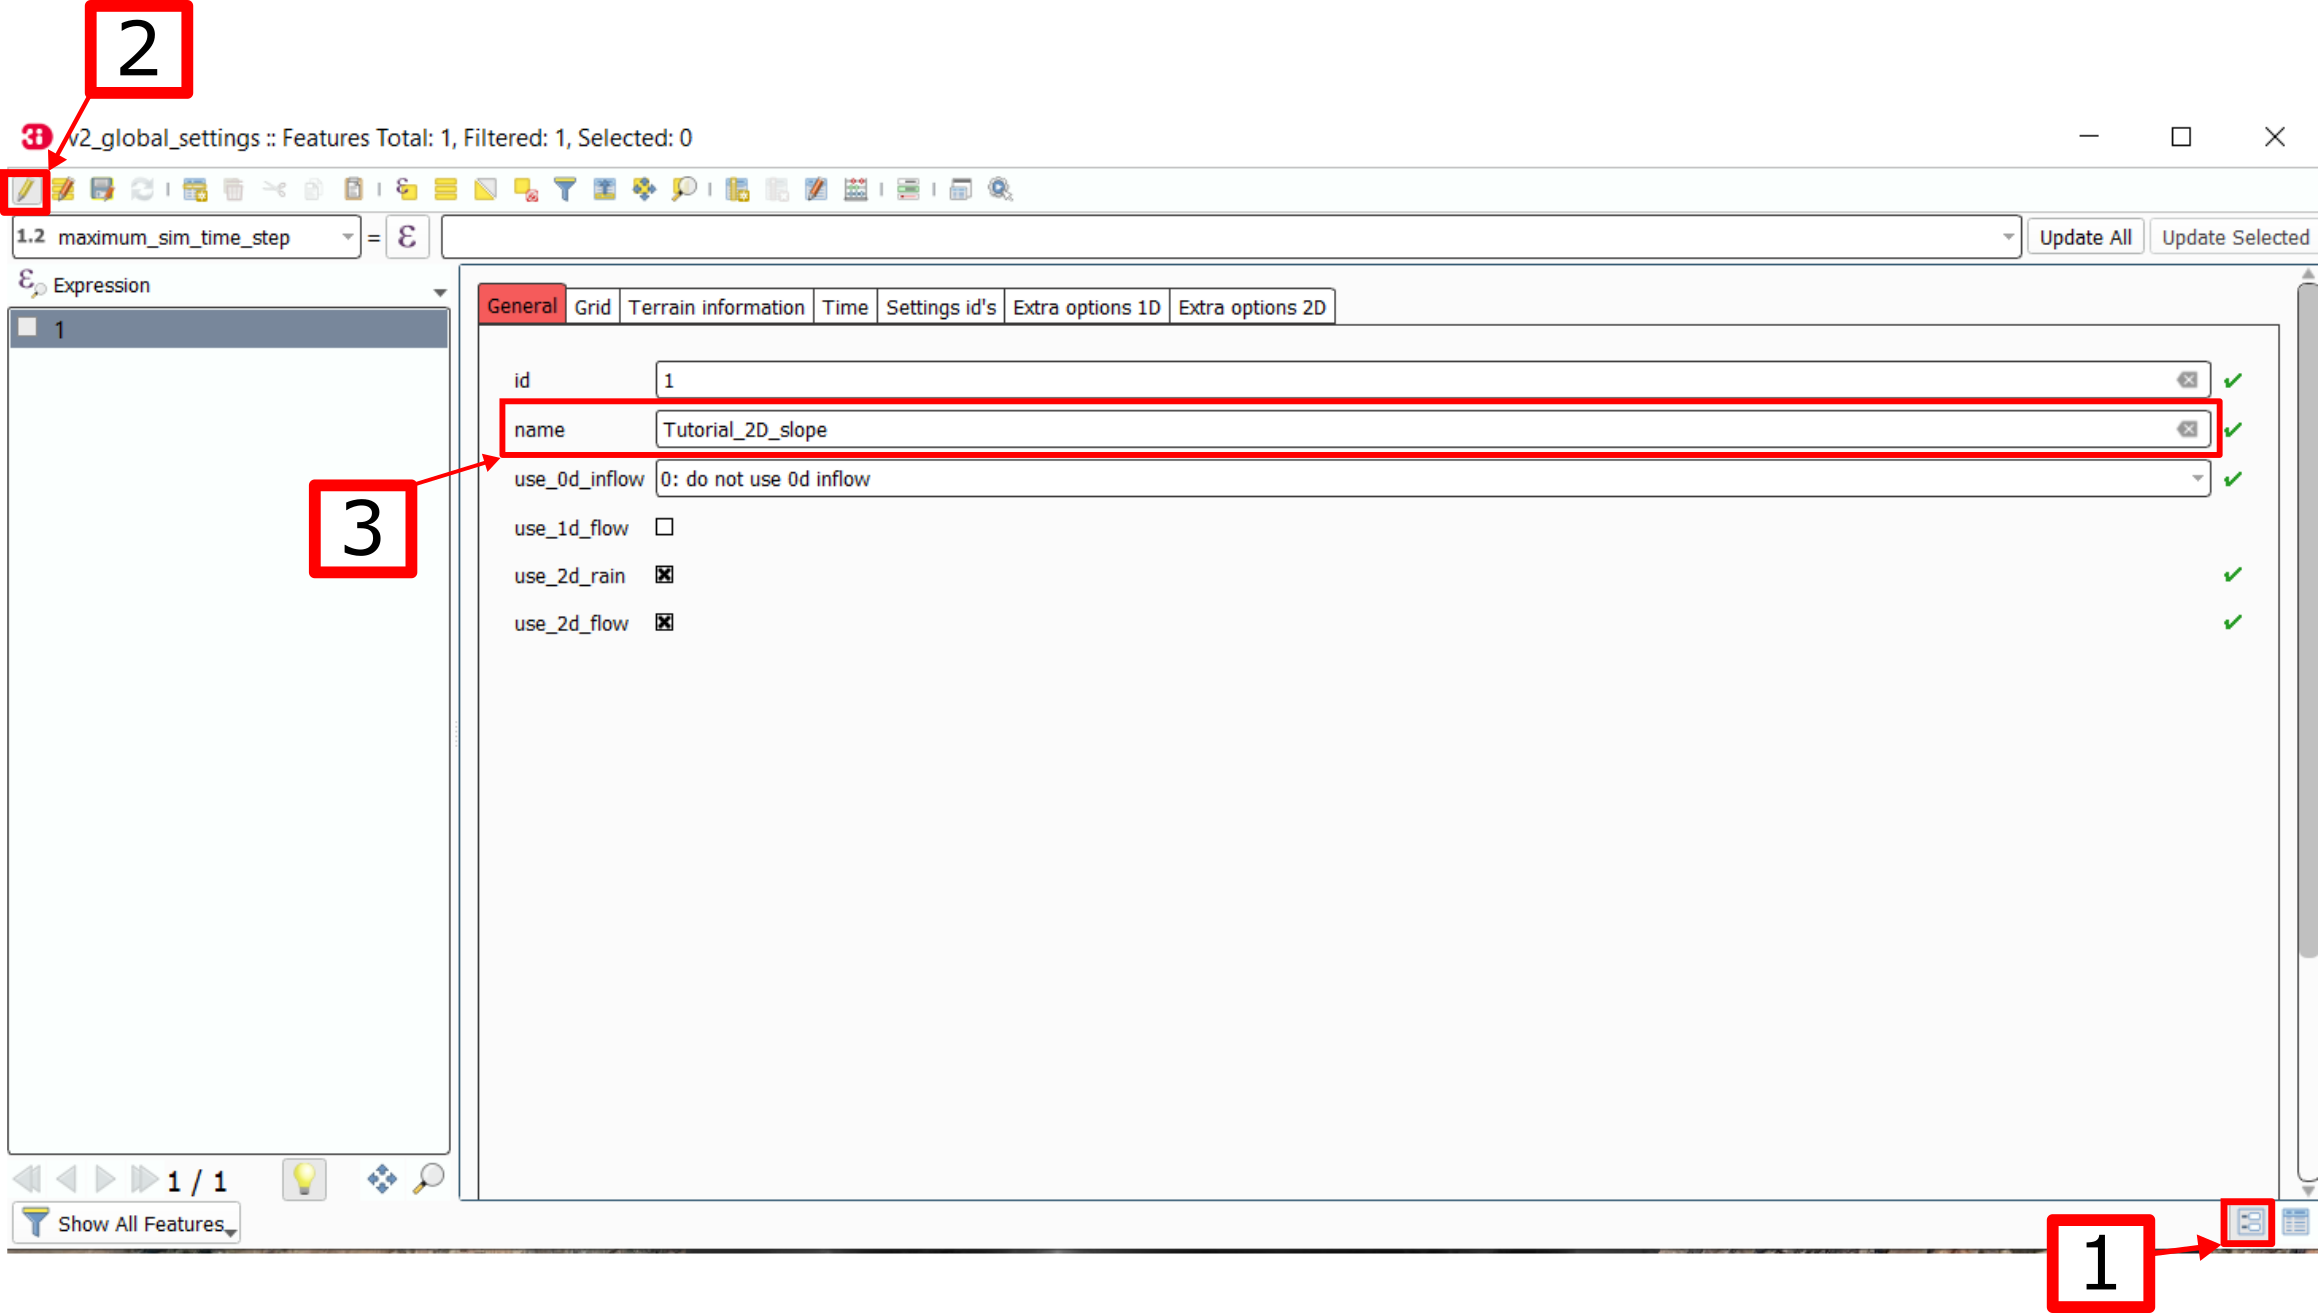 2
3i v2_global_settings :: Features Total: 1, Filtered: 1, Selected: 0
1.2 maximum_sim_time_step = ε Update All Update Selected
ε Expression
General Grid Terrain information Time Settings id's Extra options 1D Extra options 2D
1
id 1
name Tutorial_2D_slope
use_0d_inflow 0: do not use 0d inflow
3
use_1d_flow
use_2d_rain
use_2d_flow
1 / 1
Show All Features
1